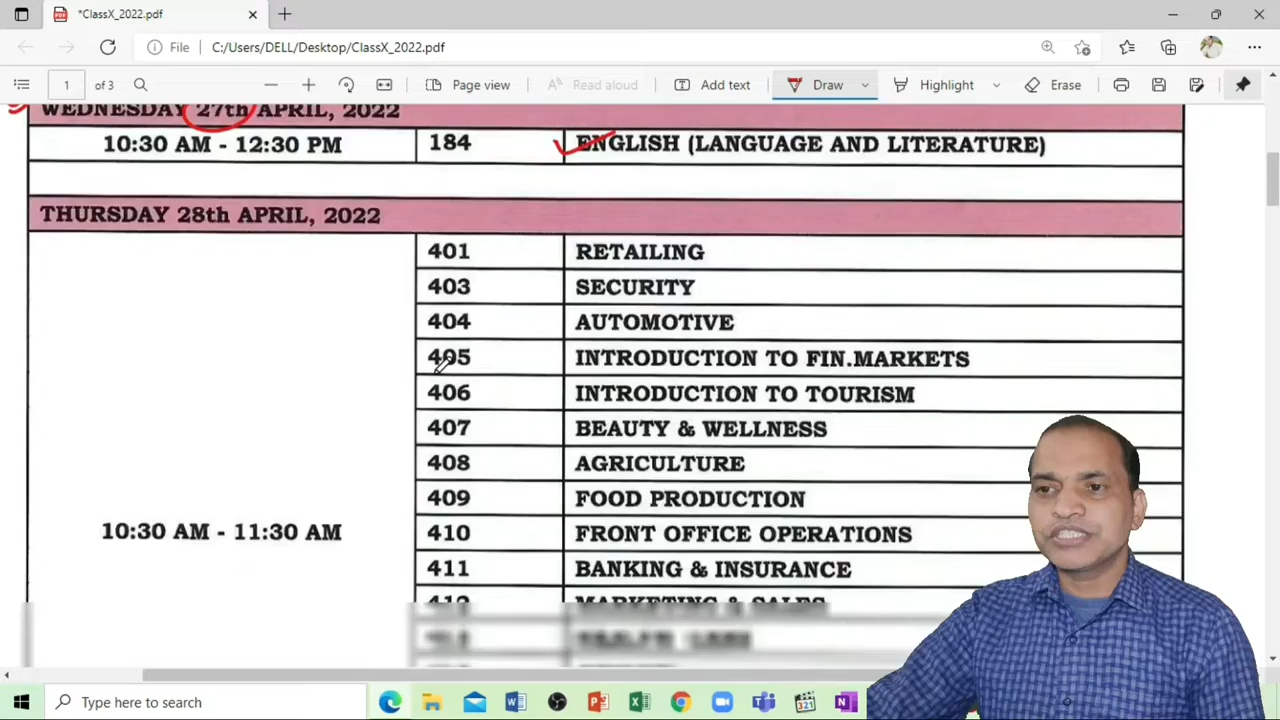 *ClassX_2022.pdf
File C:/Users/DELL/Desktop/ClassX_2022.pdf
1 of 3 Page view Read aloud Add text Draw Highlight Erase
WEDNESDAY 27th APRIL, 2022
10:30 AM - 12:30 PM 184 ENGLISH (LANGUAGE AND LITERATURE)
THURSDAY 28th APRIL, 2022
401 RETAILING
403 SECURITY
404 AUTOMOTIVE
405 INTRODUCTION TO FIN.MARKETS
406 INTRODUCTION TO TOURISM
407 BEAUTY & WELLNESS
408 AGRICULTURE
409 FOOD PRODUCTION
10:30 AM - 11:30 AM 410 FRONT OFFICE OPERATIONS
411 BANKING & INSURANCE
412 MARKETING & SALES
Type here to search